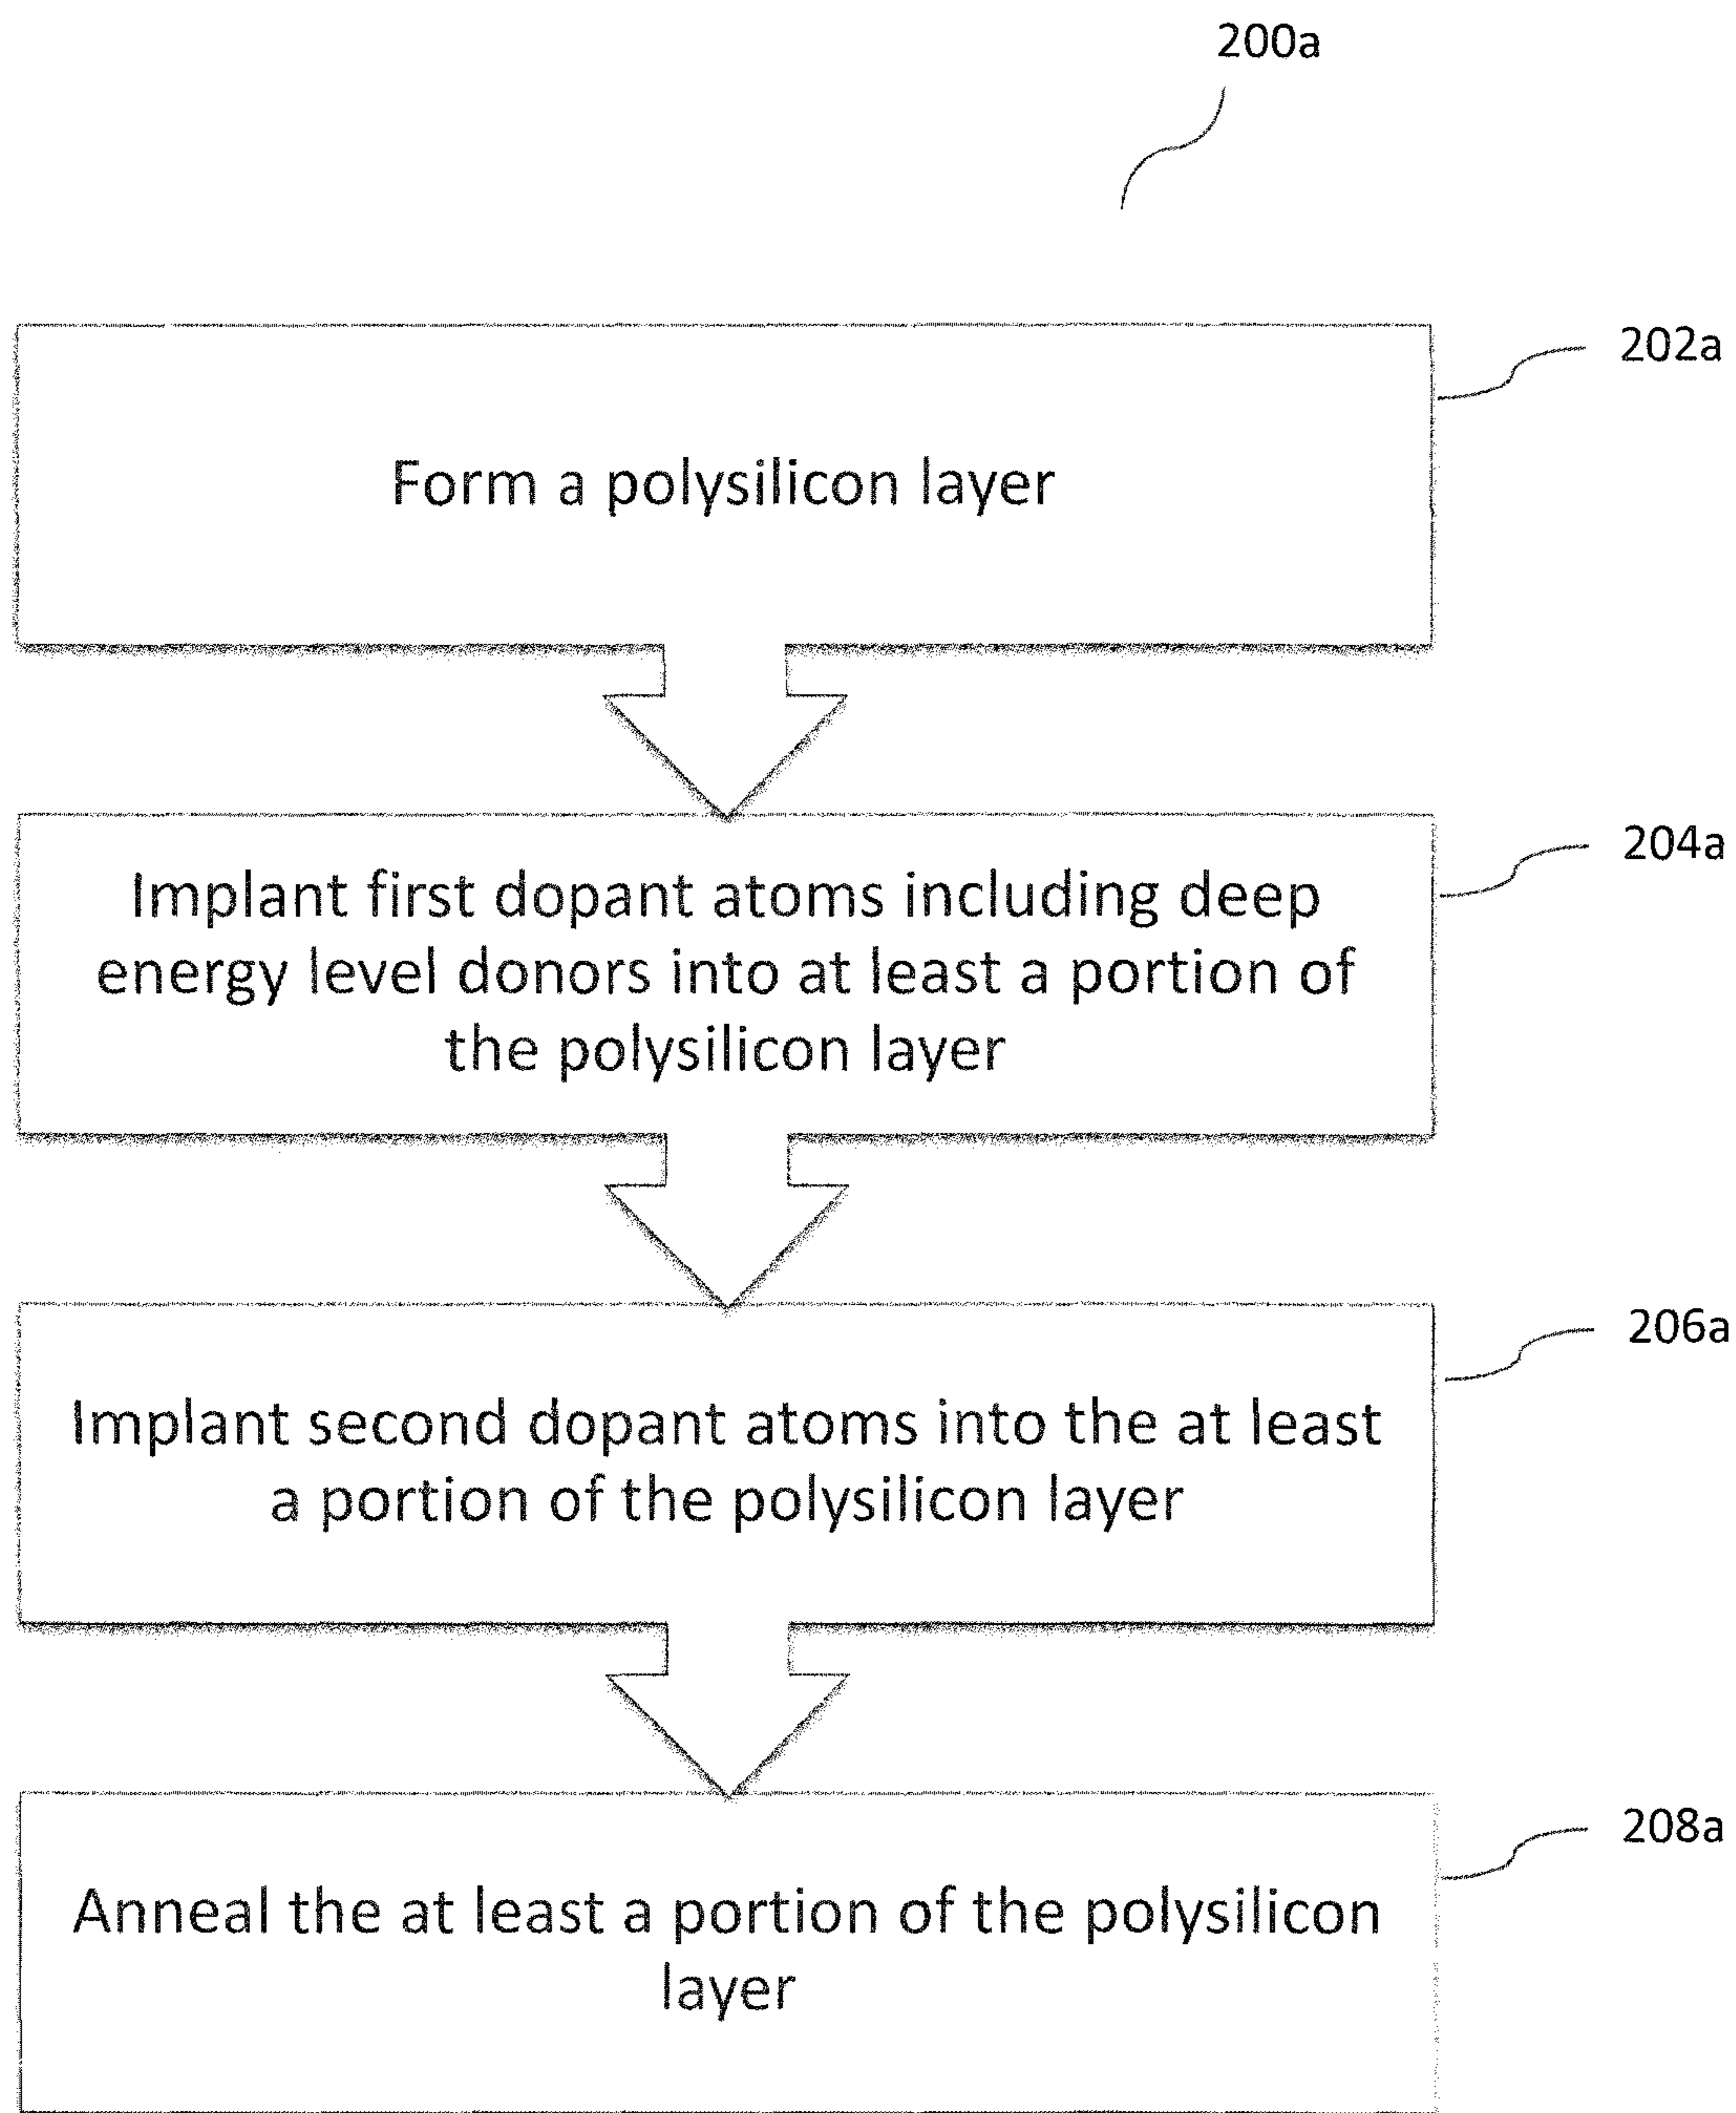 200a
202a
Form a polysilicon layer
204a
Implant first dopant atoms including deep
energy level donors into at least a portion of
the polysilicon layer
206a
Implant second dopant atoms into the at least
a portion of the polysilicon layer
208a
Anneal the at least a portion of the polysilicon
layer